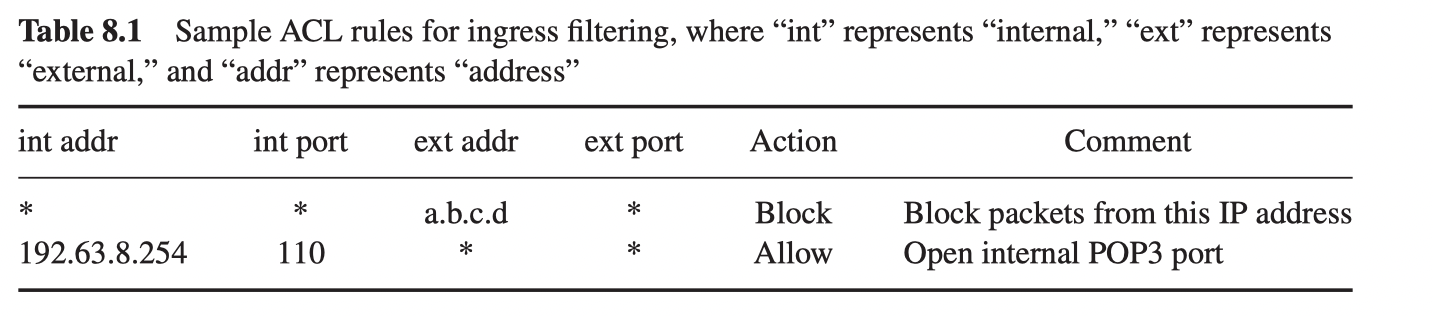 Table 8.1 Sample ACL rules for ingress filtering, where “int” represents “internal,” “ext” represents
“external,” and “addr” represents “address”
int addr int port ext addr ext port Action Comment
* * a.b.c.d * Block Block packets from this IP address
192.63.8.254 110 * * Allow Open internal POP3 port